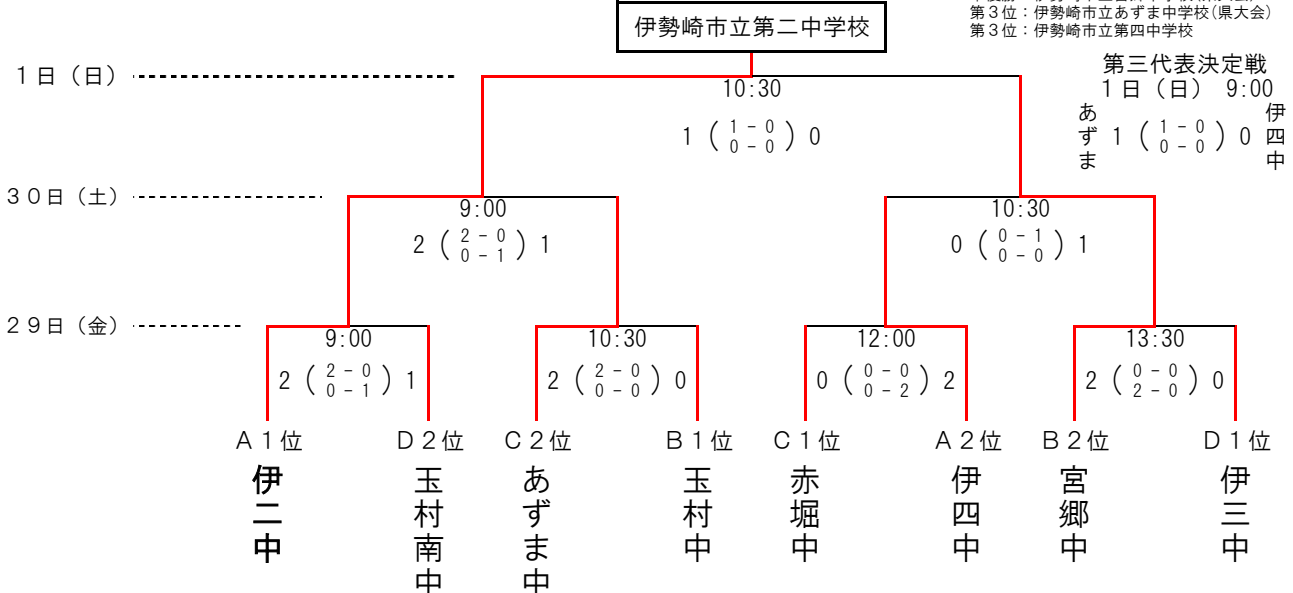 伊勢崎市立第二中学校
第３位：伊勢崎市立あずま中学校(県大会)
第３位：伊勢崎市立第四中学校
第三代表決定戦
１日（日） 9:00
あずま 1 ( 1 - 0 0 - 0 ) 0 伊四中
１日（日）
10:30
1 ( 1 - 0 0 - 0 ) 0
３０日（土）
9:00
2 ( 2 - 0 0 - 1 ) 1
10:30
0 ( 0 - 1 0 - 0 ) 1
２９日（金）
9:00
2 ( 2 - 0 0 - 1 ) 1
10:30
2 ( 2 - 0 0 - 0 ) 0
12:00
0 ( 0 - 0 0 - 2 ) 2
13:30
2 ( 0 - 0 2 - 0 ) 0
Ａ１位
Ｄ２位
Ｃ２位
Ｂ１位
Ｃ１位
Ａ２位
Ｂ２位
Ｄ１位
伊二中
玉村南中
あずま中
玉村中
赤堀中
伊四中
宮郷中
伊三中